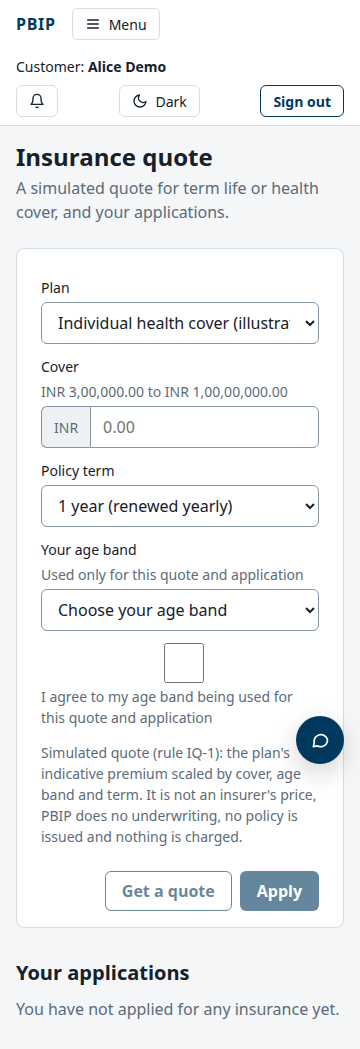 PBIP
Menu
Customer: Alice Demo
Dark
Sign out
Insurance quote
A simulated quote for term life or health
cover, and your applications.
Plan
Individual health cover (illustra
Cover
INR 3,00,000.00 to INR 1,00,00,000.00
INR
0.00
Policy term
1 year (renewed yearly)
Your age band
Used only for this quote and application
Choose your age band
I agree to my age band being used for
this quote and application
Simulated quote (rule IQ-1): the plan's
indicative premium scaled by cover, age
band and term. It is not an insurer's price,
PBIP does no underwriting, no policy is
issued and nothing is charged.
Get a quote
Apply
Your applications
You have not applied for any insurance yet.